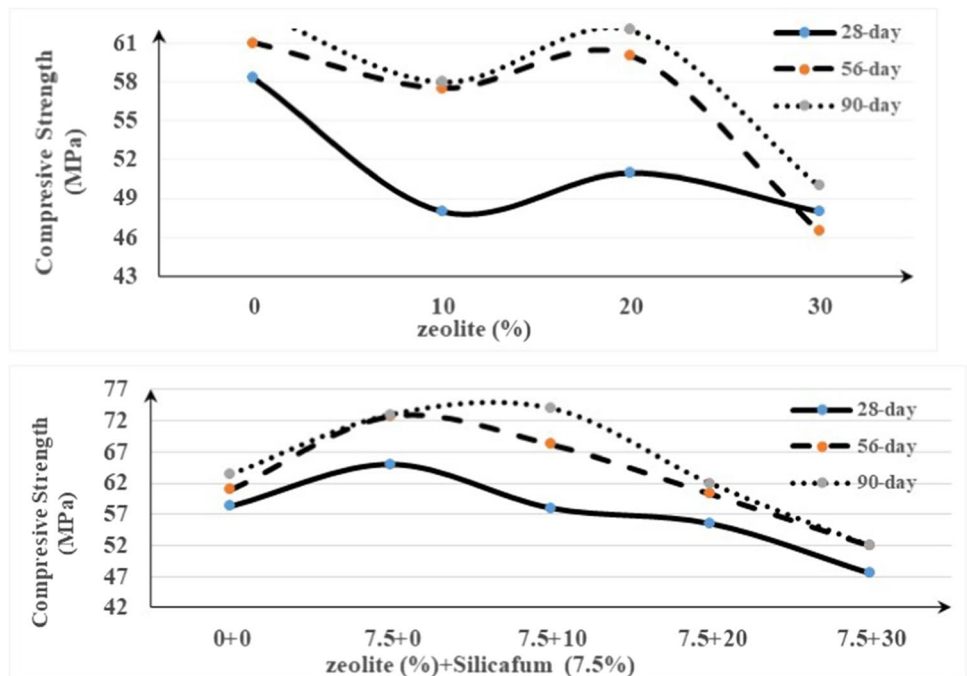 61
58
55
52
49
46
43
Compresive Strength
(MPa)
28-day
56-day
90-day
0 10 20 30
zeolite (%)
77
72
67
62
57
52
47
42
Compresive Strength
(MPa)
28-day
56-day
90-day
0+0 7.5+0 7.5+10 7.5+20 7.5+30
zeolite (%)+Silicafum (7.5%)